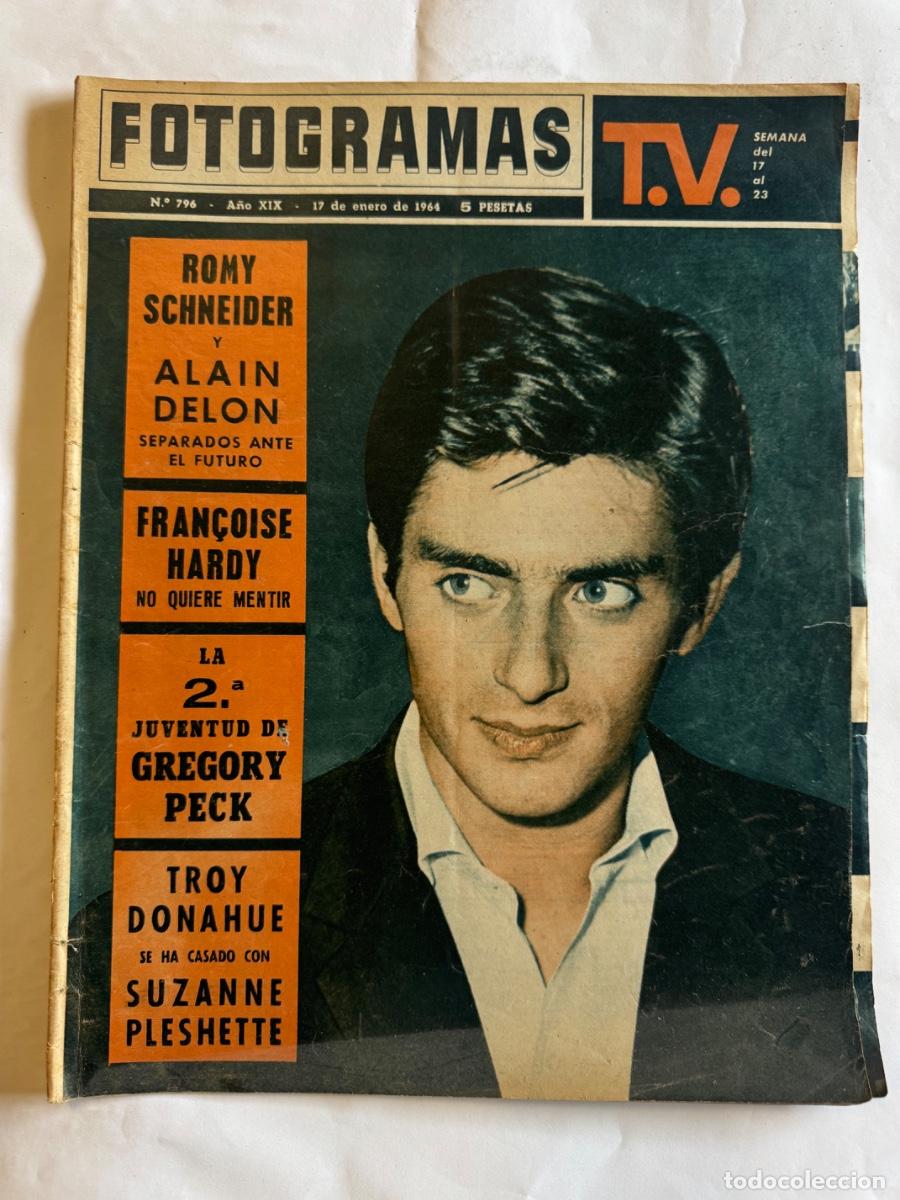 FOTOGRAMAS
T.V.
SEMANA
del
17
al
23
N.º 796 - Año XIX - 17 de enero de 1964 5 PESETAS
ROMY
SCHNEIDER
Y
ALAIN
DELON
SEPARADOS ANTE
EL FUTURO
FRANÇOISE
HARDY
NO QUIERE MENTIR
LA
2.ª
JUVENTUD DE
GREGORY
PECK
TROY
DONAHUE
SE HA CASADO CON
SUZANNE
PLESHETTE
todocoleccion